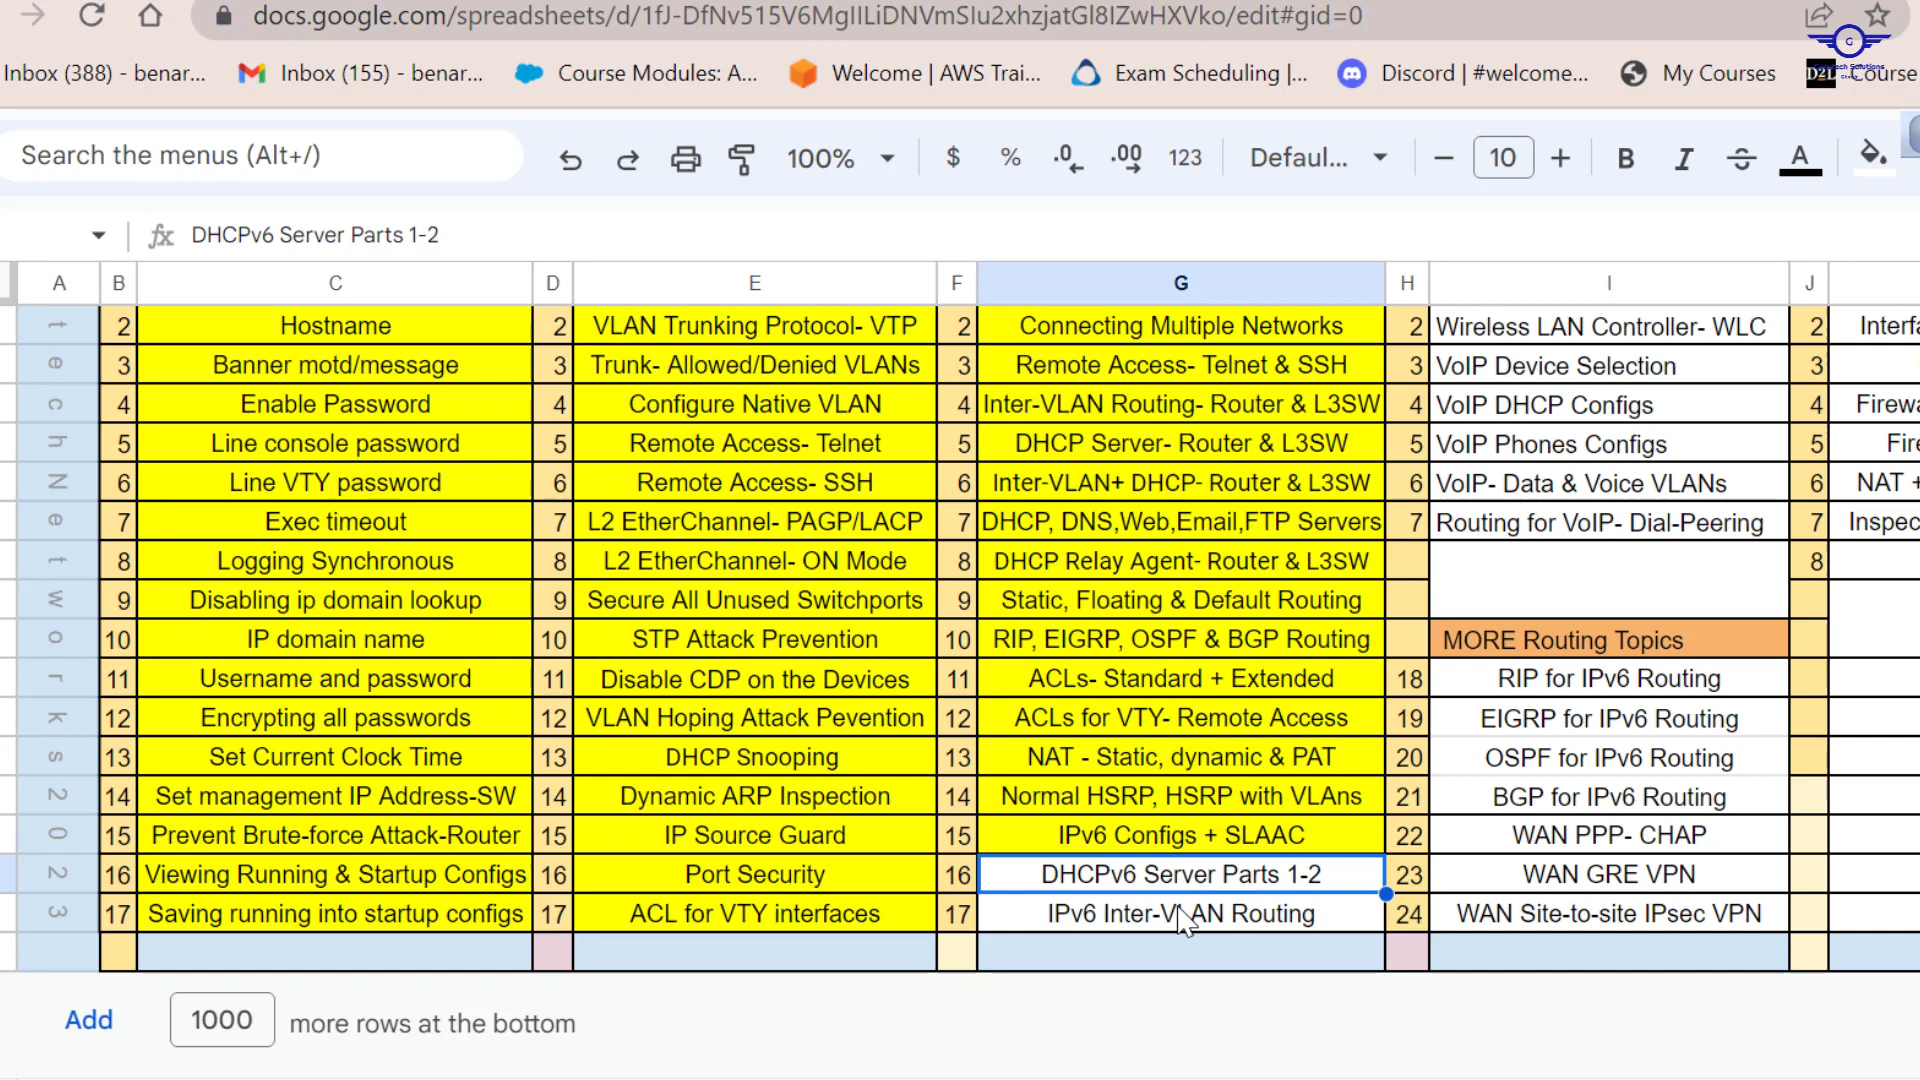 docs.google.com/spreadsheets/d/1fJ-DfNv515V6MgIILiDNVmSIu2xhzjatGl8IZwHXVko/edit#gid=0
G
Inbox (388) - benar... Inbox (155) - benar... Course Modules: A... Welcome | AWS Trai... Exam Scheduling |... Discord | #welcome... My Courses D2L Course
Search the menus (Alt+/) 100% $ % .0 .00 123 Defaul... 10 B I A
fx DHCPv6 Server Parts 1-2
A B C D E F G H I J
t 2 Hostname 2 VLAN Trunking Protocol- VTP 2 Connecting Multiple Networks 2 Wireless LAN Controller- WLC 2 Interfa
e 3 Banner motd/message 3 Trunk- Allowed/Denied VLANs 3 Remote Access- Telnet & SSH 3 VoIP Device Selection 3
c 4 Enable Password 4 Configure Native VLAN 4 Inter-VLAN Routing- Router & L3SW 4 VoIP DHCP Configs 4 Firewa
h 5 Line console password 5 Remote Access- Telnet 5 DHCP Server- Router & L3SW 5 VoIP Phones Configs 5 Fire
N 6 Line VTY password 6 Remote Access- SSH 6 Inter-VLAN+ DHCP- Router & L3SW 6 VoIP- Data & Voice VLANs 6 NAT +
e 7 Exec timeout 7 L2 EtherChannel- PAGP/LACP 7 DHCP, DNS,Web,Email,FTP Servers 7 Routing for VoIP- Dial-Peering 7 Inspec
t 8 Logging Synchronous 8 L2 EtherChannel- ON Mode 8 DHCP Relay Agent- Router & L3SW 8
w 9 Disabling ip domain lookup 9 Secure All Unused Switchports 9 Static, Floating & Default Routing
o 10 IP domain name 10 STP Attack Prevention 10 RIP, EIGRP, OSPF & BGP Routing MORE Routing Topics
r 11 Username and password 11 Disable CDP on the Devices 11 ACLs- Standard + Extended 18 RIP for IPv6 Routing
k 12 Encrypting all passwords 12 VLAN Hoping Attack Pevention 12 ACLs for VTY- Remote Access 19 EIGRP for IPv6 Routing
s 13 Set Current Clock Time 13 DHCP Snooping 13 NAT - Static, dynamic & PAT 20 OSPF for IPv6 Routing
2 14 Set management IP Address-SW 14 Dynamic ARP Inspection 14 Normal HSRP, HSRP with VLAns 21 BGP for IPv6 Routing
0 15 Prevent Brute-force Attack-Router 15 IP Source Guard 15 IPv6 Configs + SLAAC 22 WAN PPP- CHAP
2 16 Viewing Running & Startup Configs 16 Port Security 16 DHCPv6 Server Parts 1-2 23 WAN GRE VPN
3 17 Saving running into startup configs 17 ACL for VTY interfaces 17 IPv6 Inter-VLAN Routing 24 WAN Site-to-site IPsec VPN
Add 1000 more rows at the bottom